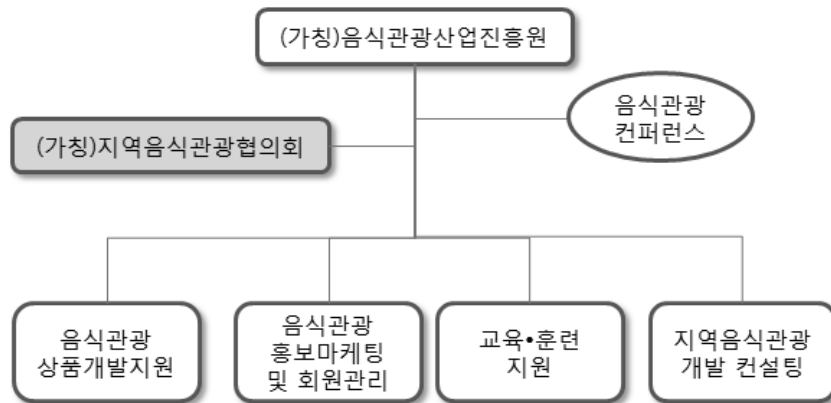 (가칭)음식관광산업진흥원
음식관광
컨퍼런스
(가칭)지역음식관광협의회
음식관광
상품개발지원
음식관광
홍보마케팅
및 회원관리
교육•훈련
지원
지역음식관광
개발 컨설팅